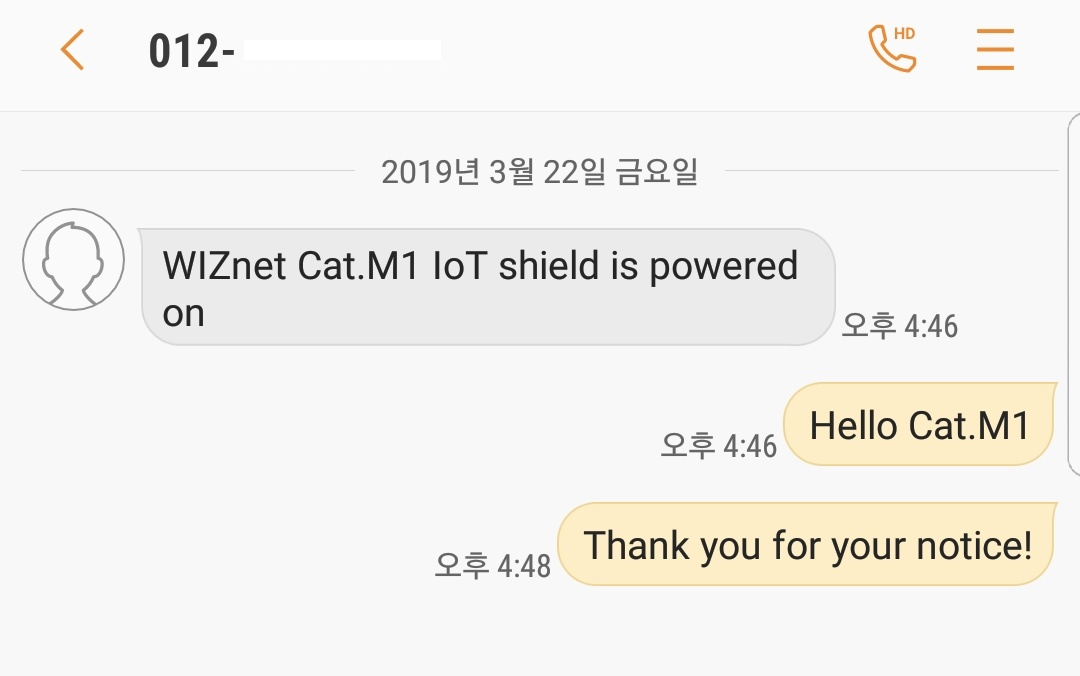 012-
HD
2019년 3월 22일 금요일
WIZnet Cat.M1 IoT shield is powered
on
오후 4:46
Hello Cat.M1
오후 4:46
Thank you for your notice!
오후 4:48